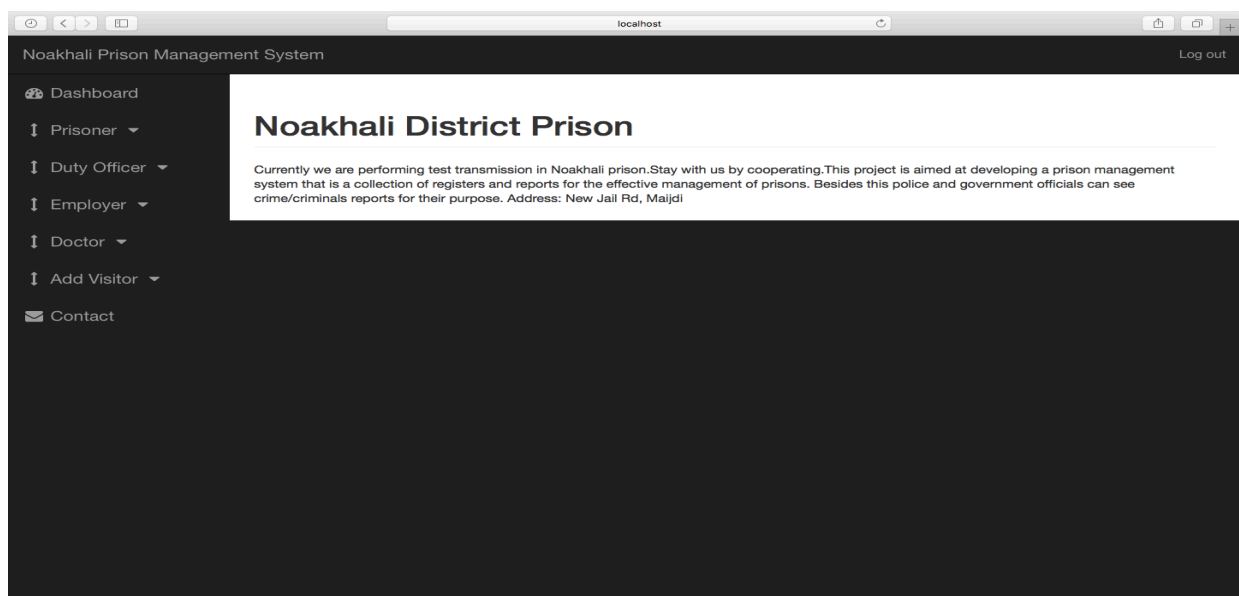 localhost
Noakhali Prison Management System
Log out
Dashboard
Prisoner
Duty Officer
Employer
Doctor
Add Visitor
Contact
Noakhali District Prison
Currently we are performing test transmission in Noakhali prison.Stay with us by cooperating.This project is aimed at developing a prison management
system that is a collection of registers and reports for the effective management of prisons. Besides this police and government officials can see
crime/criminals reports for their purpose. Address: New Jail Rd, Maijdi